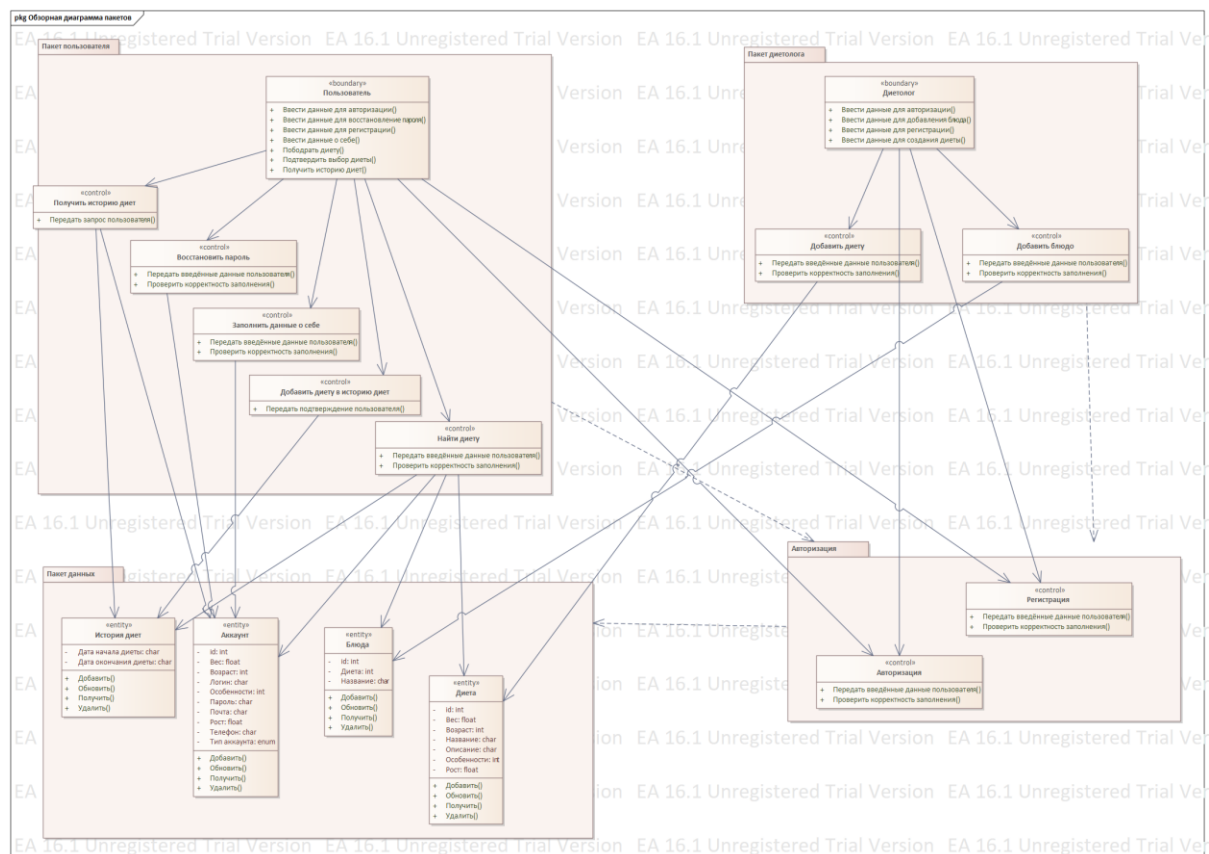 pkg Обзорная диаграмма пакетов
Пакет пользователя
«boundary»
Пользователь
+ Ввести данные для авторизации()
+ Ввести данные для восстановление пароля()
+ Ввести данные для регистрации()
+ Ввести данные о себе()
+ Пободрать диету()
+ Подтвердить выбор диеты()
+ Получить историю диет()
«control»
Получить историю диет
+ Передать запрос пользователя()
«control»
Восстановить пароль
+ Передать введённые данные пользователя()
+ Проверить корректность заполнения()
«control»
Заполнить данные о себе
+ Передать введённые данные пользователя()
+ Проверить корректность заполнения()
«control»
Добавить диету в историю диет
+ Передать подтверждение пользователя()
«control»
Найти диету
+ Передать введённые данные пользователя()
+ Проверить корректность заполнения()
Пакет диетолога
«boundary»
Диетолог
+ Ввести данные для авторизации()
+ Ввести данные для добавления блюда()
+ Ввести данные для регистрации()
+ Ввести данные для создания диеты()
«control»
Добавить диету
+ Передать введённые данные пользователя()
+ Проверить корректность заполнения()
«control»
Добавить блюдо
+ Передать введённые данные пользователя()
+ Проверить корректность заполнения()
Пакет данных
«entity»
История диет
- Дата начала диеты: char
- Дата окончания диеты: char
+ Добавить()
+ Обновить()
+ Получить()
+ Удалить()
«entity»
Аккаунт
- id: int
- Вес: float
- Возраст: int
- Логин: char
- Особенности: int
- Пароль: char
- Почта: char
- Рост: float
- Телефон: char
- Тип аккаунта: enum
+ Добавить()
+ Обновить()
+ Получить()
+ Удалить()
«entity»
Блюда
- id: int
- Диета: int
- Название: char
+ Добавить()
+ Обновить()
+ Получить()
+ Удалить()
«entity»
Диета
- id: int
- Вес: float
- Возраст: int
- Название: char
- Описание: char
- Особенности: int
- Рост: float
+ Добавить()
+ Обновить()
+ Получить()
+ Удалить()
Авторизация
«control»
Регистрация
+ Передать введённые данные пользователя()
+ Проверить корректность заполнения()
«control»
Авторизация
+ Передать введённые данные пользователя()
+ Проверить корректность заполнения()
EA 16.1 Unregistered Trial Version